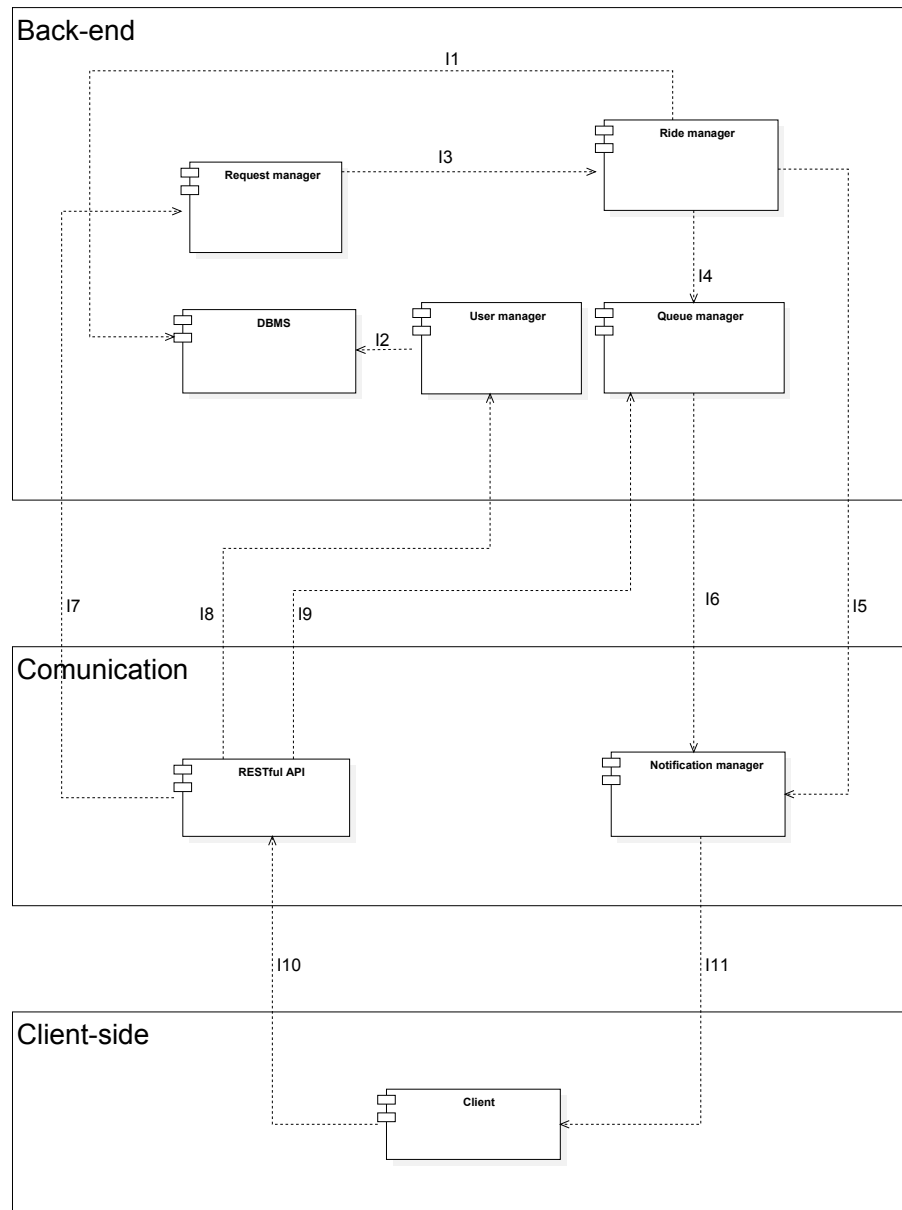 Back-end
I1
Ride manager
I3
Request manager
I4
DBMS
I2
User manager
Queue manager
I7
I8
I9
I6
I5
Comunication
RESTful API
Notification manager
I10
I11
Client-side
Client